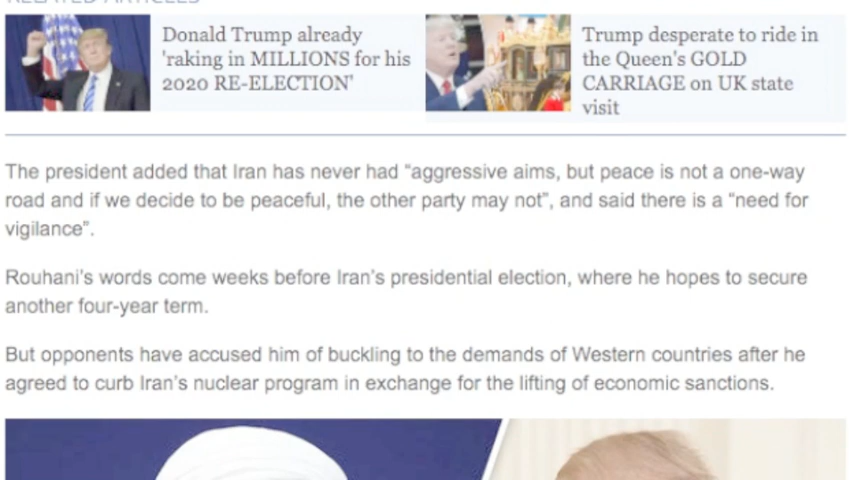 RELATED ARTICLES
Donald Trump already
'raking in MILLIONS for his
2020 RE-ELECTION'
Trump desperate to ride in
the Queen's GOLD
CARRIAGE on UK state
visit
The president added that Iran has never had “aggressive aims, but peace is not a one-way
road and if we decide to be peaceful, the other party may not”, and said there is a “need for
vigilance”.
Rouhani’s words come weeks before Iran’s presidential election, where he hopes to secure
another four-year term.
But opponents have accused him of buckling to the demands of Western countries after he
agreed to curb Iran’s nuclear program in exchange for the lifting of economic sanctions.